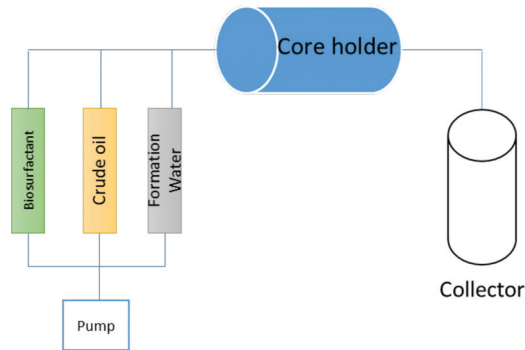 Core holder
Biosurfactant
Crude oil
Formation
Water
Collector
Pump